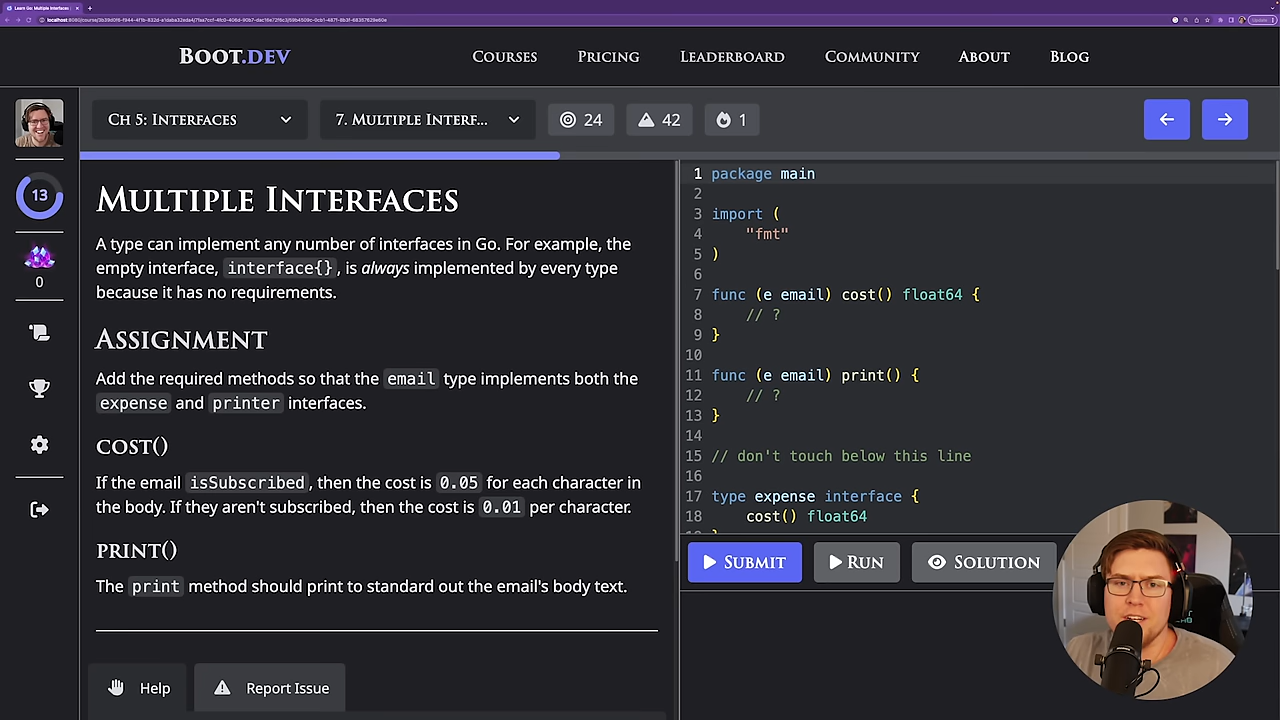 Learn Go: Multiple Interfaces
BOOT.DEV
COURSES
PRICING
LEADERBOARD
COMMUNITY
ABOUT
BLOG
CH 5: INTERFACES
7. MULTIPLE INTERF...
24
42
1
13
0
MULTIPLE INTERFACES
A type can implement any number of interfaces in Go. For example, the
empty interface, interface{}, is always implemented by every type
because it has no requirements.
ASSIGNMENT
Add the required methods so that the email type implements both the
expense and printer interfaces.
COST()
If the email isSubscribed, then the cost is 0.05 for each character in
the body. If they aren't subscribed, then the cost is 0.01 per character.
PRINT()
The print method should print to standard out the email's body text.
Help
Report Issue
1 package main
2
3 import (
4 "fmt"
5 )
6
7 func (e email) cost() float64 {
8 // ?
9 }
10
11 func (e email) print() {
12 // ?
13 }
14
15 // don't touch below this line
16
17 type expense interface {
18 cost() float64
SUBMIT
RUN
SOLUTION